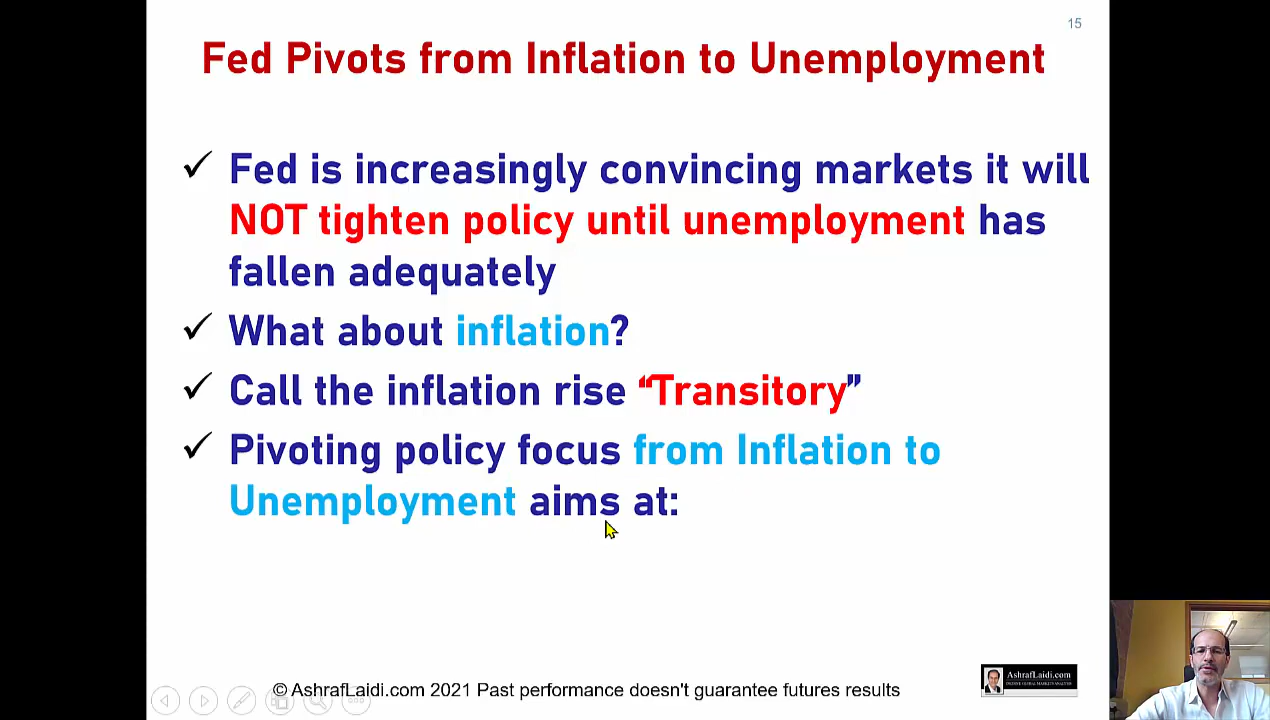 15
Fed Pivots from Inflation to Unemployment
✓ Fed is increasingly convincing markets it will
NOT tighten policy until unemployment has
fallen adequately
✓ What about inflation?
✓ Call the inflation rise “Transitory”
✓ Pivoting policy focus from Inflation to
Unemployment aims at:
© AshrafLaidi.com 2021 Past performance doesn't guarantee futures results
AshrafLaidi.com